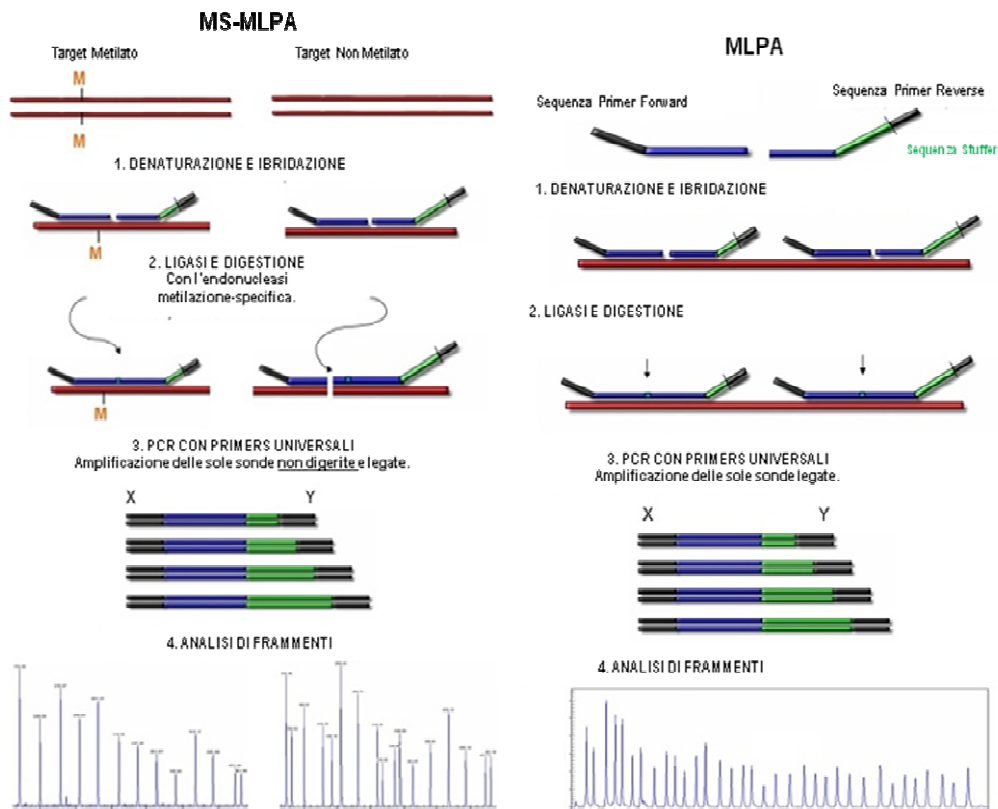 MS-MLPA
Target Metilato
Target Non Metilato
M
M
1. DENATURAZIONE E IBRIDAZIONE
M
2. LIGASI E DIGESTIONE
Con l'endonucleasi
metilazione-specifica.
M
3. PCR CON PRIMERS UNIVERSALI
Amplificazione delle sole sonde non digerite e legate.
X Y
4. ANALISI DI FRAMMENTI
MLPA
Sequenza Primer Forward
Sequenza Primer Reverse
Sequenza Stuffer
1. DENATURAZIONE E IBRIDAZIONE
2. LIGASI E DIGESTIONE
3. PCR CON PRIMERS UNIVERSALI
Amplificazione delle sole sonde legate.
X Y
4. ANALISI DI FRAMMENTI